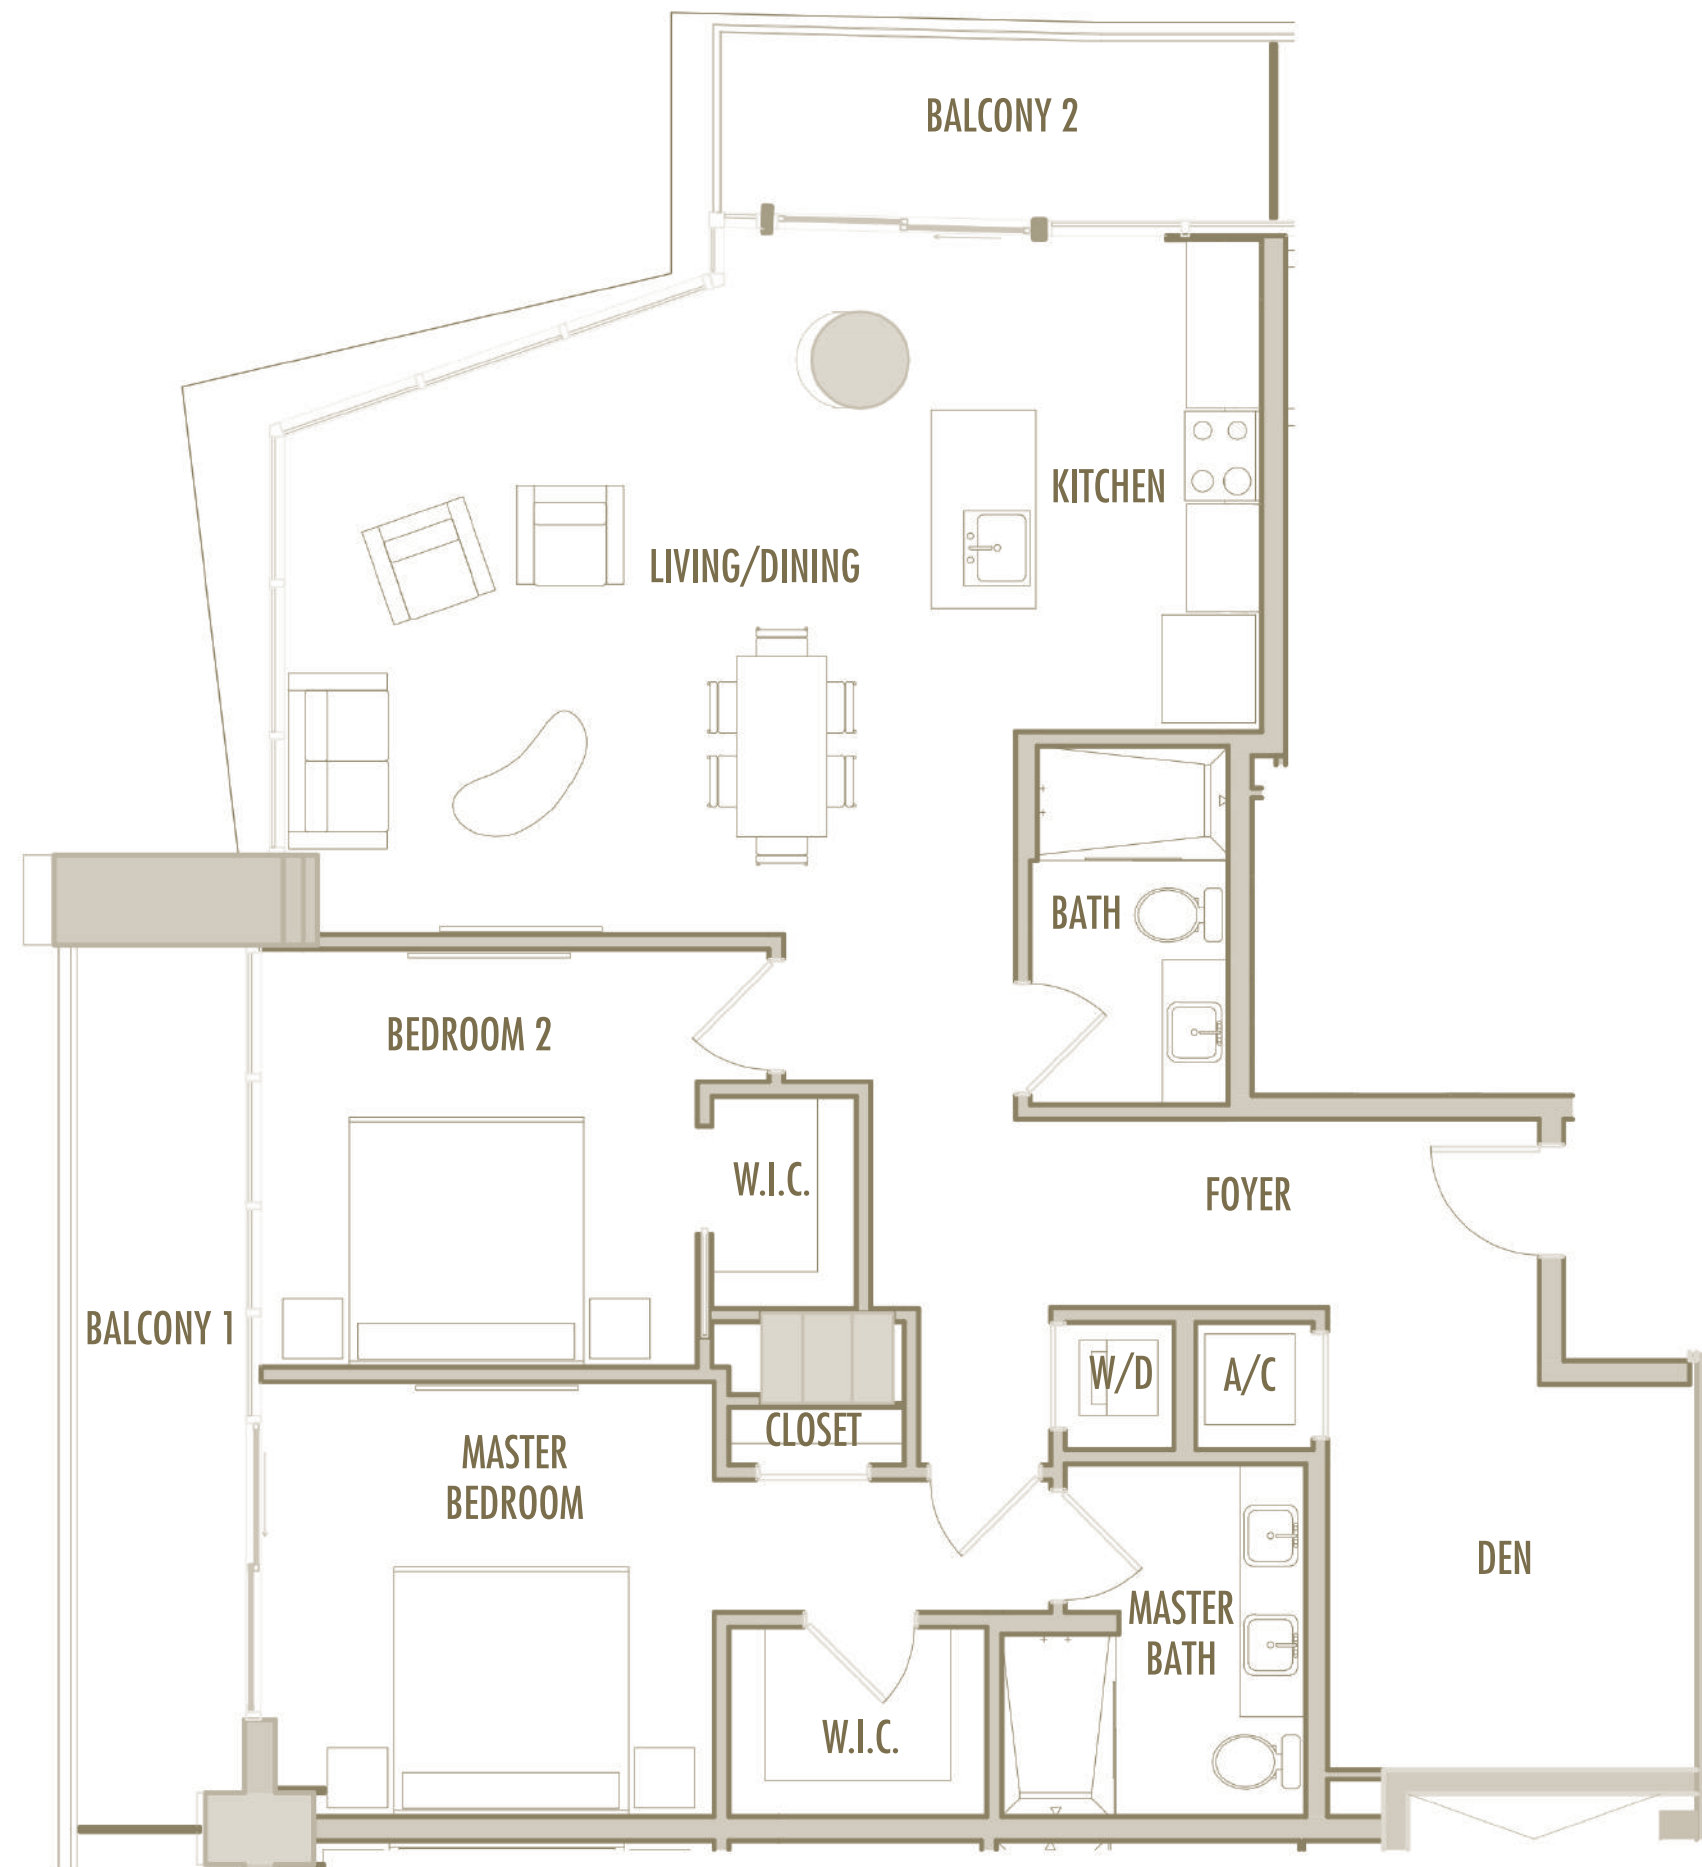 BALCONY 2
KITCHEN
LIVING/DINING
BATH
BEDROOM 2
W.I.C.
FOYER
BALCONY 1
W/D
A/C
CLOSET
MASTER
BEDROOM
DEN
MASTER
BATH
W.I.C.